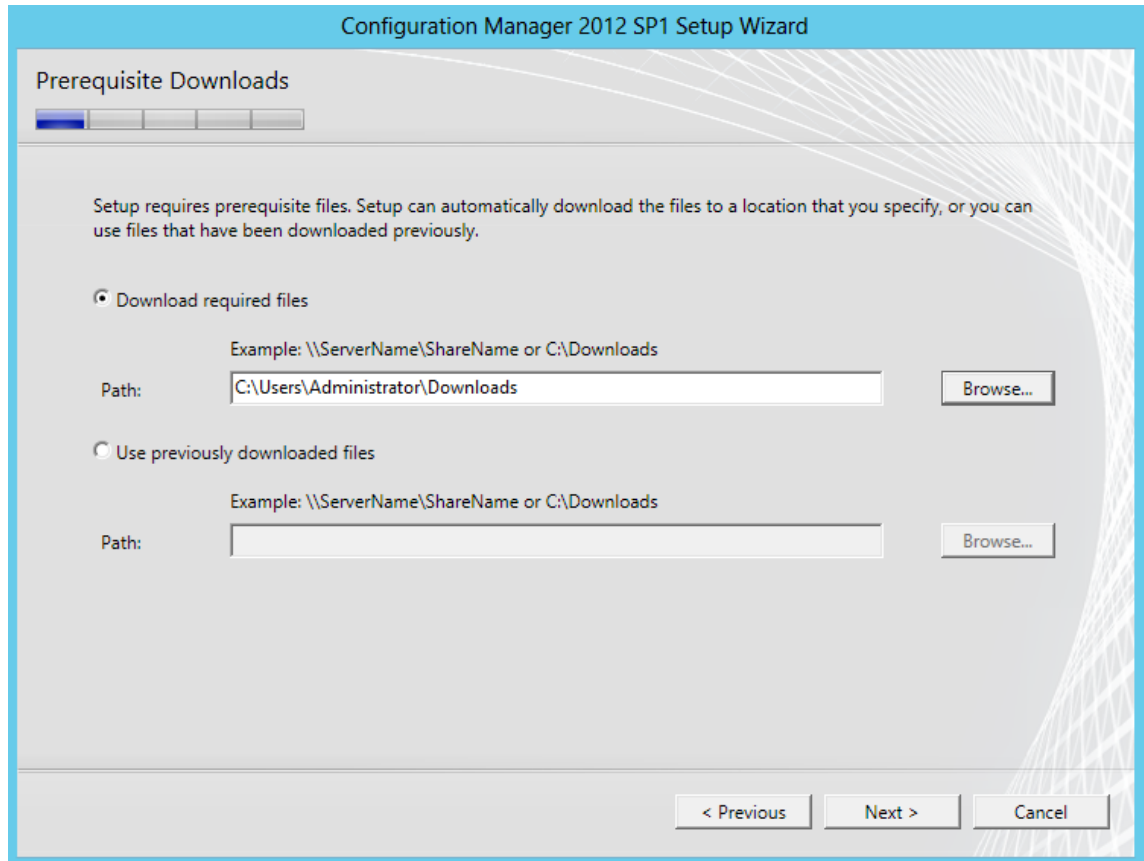 Configuration Manager 2012 SP1 Setup Wizard
Prerequisite Downloads
Setup requires prerequisite files. Setup can automatically download the files to a location that you specify, or you can
use files that have been downloaded previously.
Download required files
Example: \\ServerName\ShareName or C:\Downloads
Path: C:\Users\Administrator\Downloads Browse...
Use previously downloaded files
Example: \\ServerName\ShareName or C:\Downloads
Path: Browse...
< Previous Next > Cancel